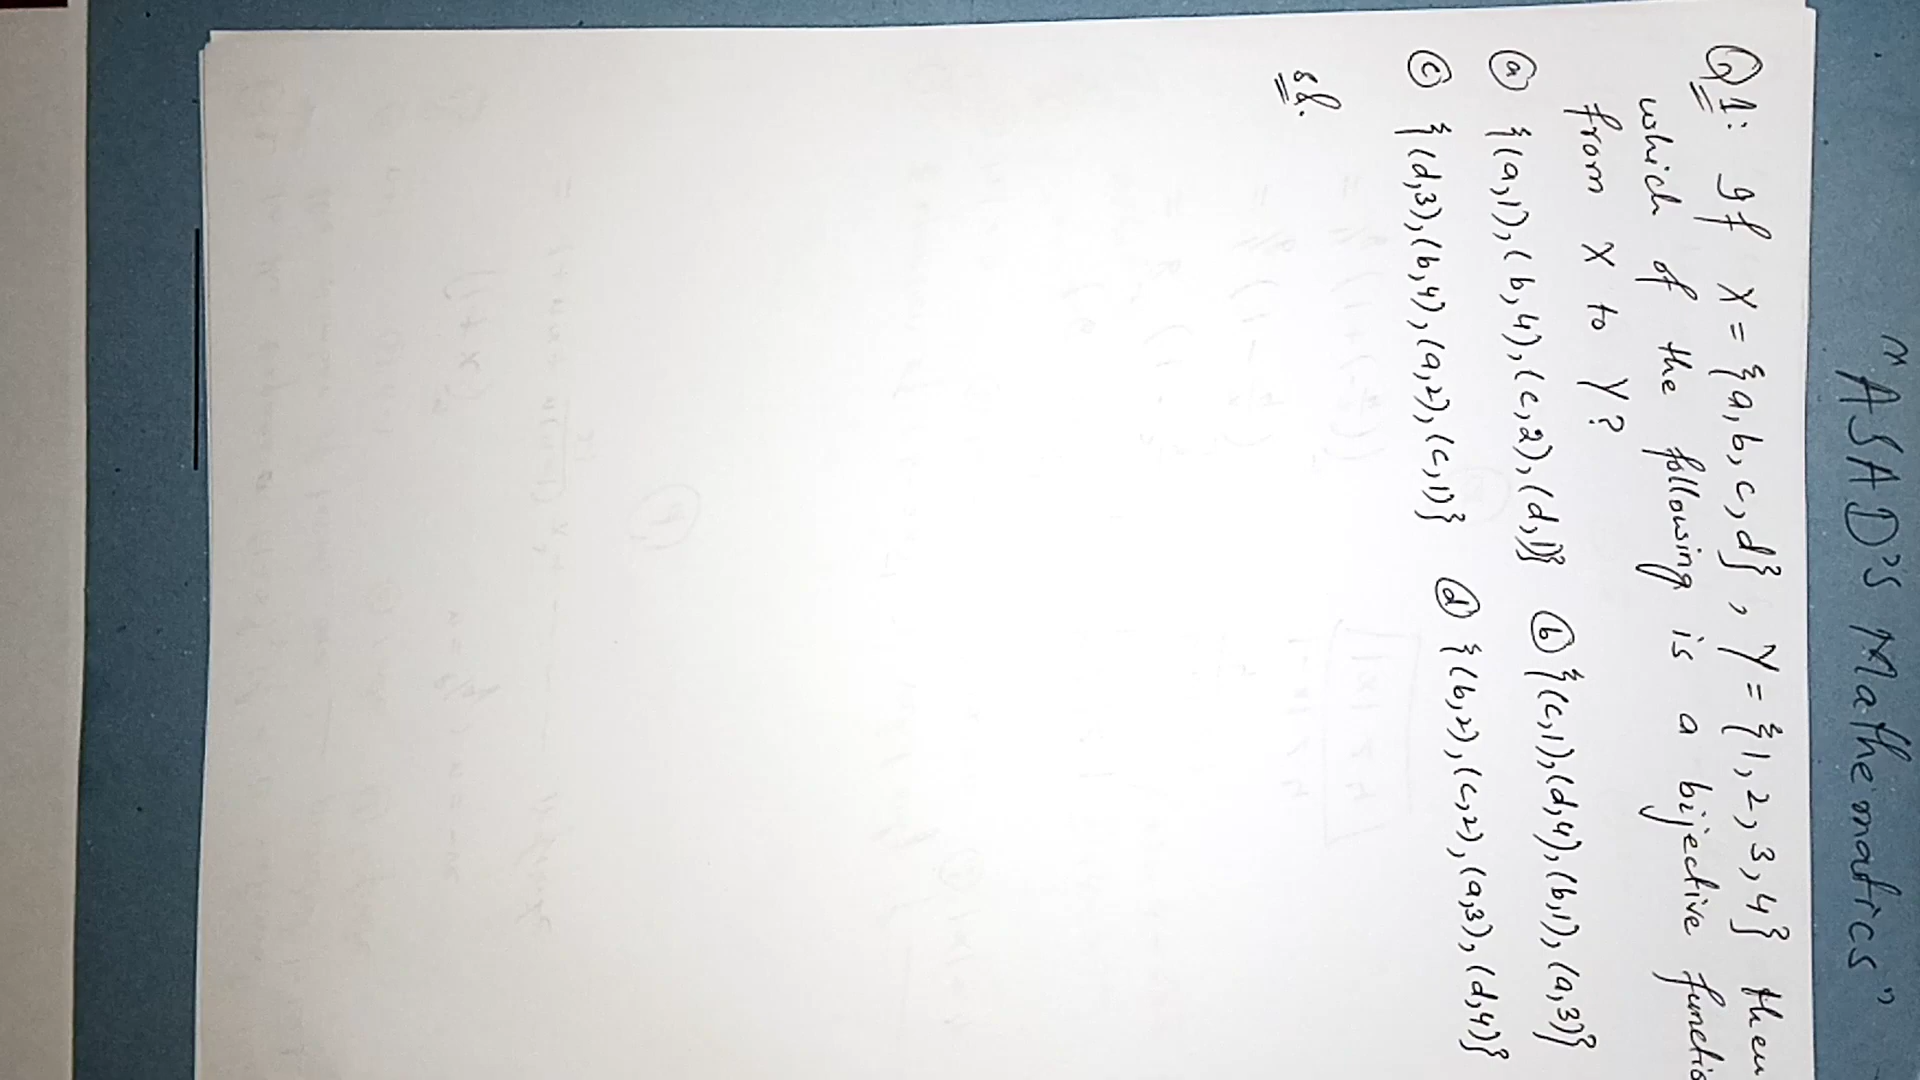 "ASAD's Mathematics"
Q1: If X = {a, b, c, d}, Y = {1, 2, 3, 4} then
which of the following is a bijective functio
from X to Y?
(a) {(a,1), (b,4), (c,2), (d,1)} (b) {(c,1), (d,4), (b,1), (a,3)}
(c) {(d,3), (b,4), (a,2), (c,1)} (d) {(b,2), (c,2), (a,3), (d,4)}
Sol.